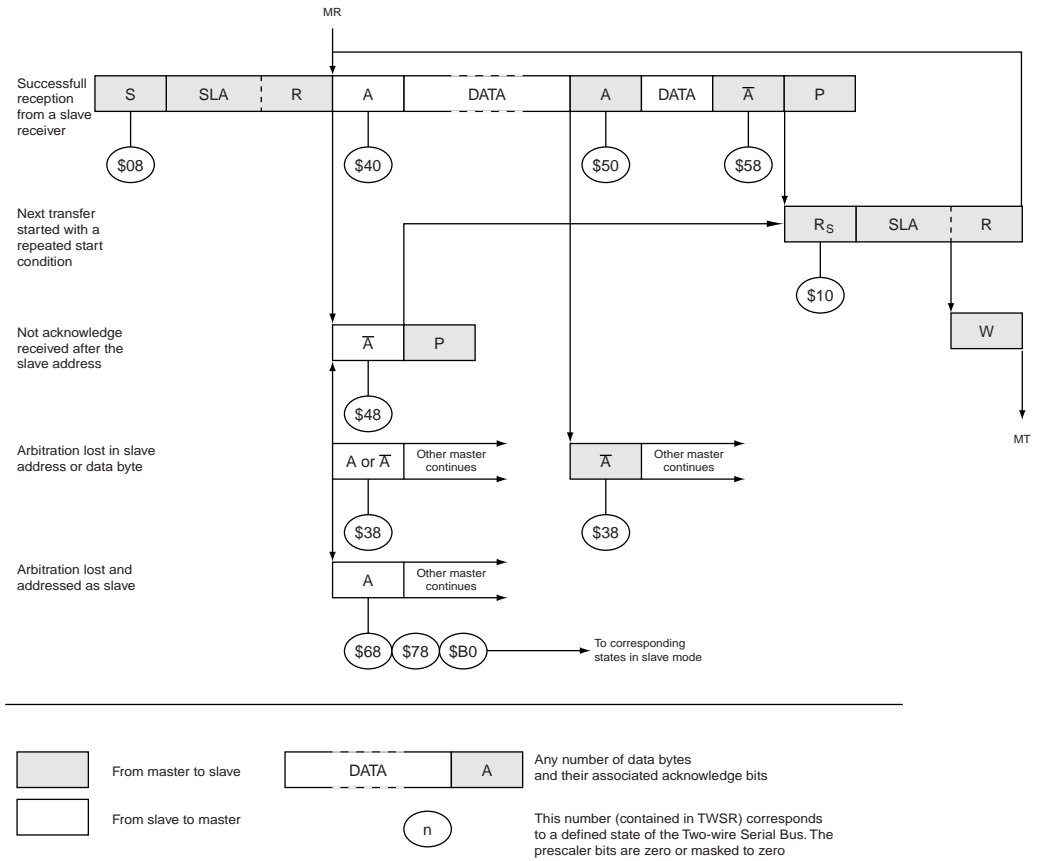 MR
Successfull
reception
from a slave
receiver
S SLA R A DATA A DATA A̅ P
$08 $40 $50 $58
Next transfer
started with a
repeated start
condition
RS SLA R
$10
Not acknowledge
received after the
slave address
A̅ P
W
$48
MT
Arbitration lost in slave
address or data byte
A or A̅ Other master
continues
A̅ Other master
continues
$38 $38
Arbitration lost and
addressed as slave
A Other master
continues
$68 $78 $B0
To corresponding
states in slave mode
From master to slave
DATA A
Any number of data bytes
and their associated acknowledge bits
From slave to master
n
This number (contained in TWSR) corresponds
to a defined state of the Two-wire Serial Bus. The
prescaler bits are zero or masked to zero